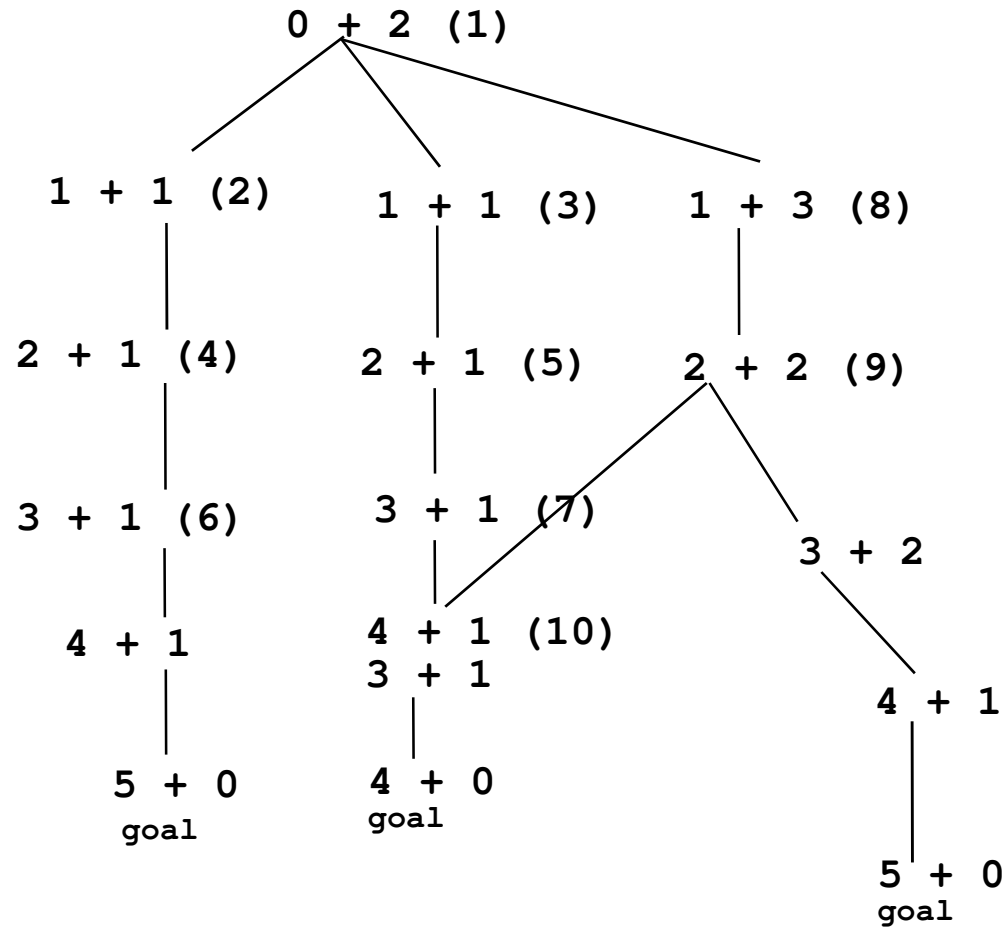 0 + 2 (1)
1 + 1 (2)
1 + 1 (3)
1 + 3 (8)
2 + 1 (4)
2 + 1 (5)
2 + 2 (9)
3 + 1 (6)
3 + 1 (7)
3 + 2
4 + 1
4 + 1 (10)
3 + 1
4 + 1
5 + 0
goal
4 + 0
goal
5 + 0
goal